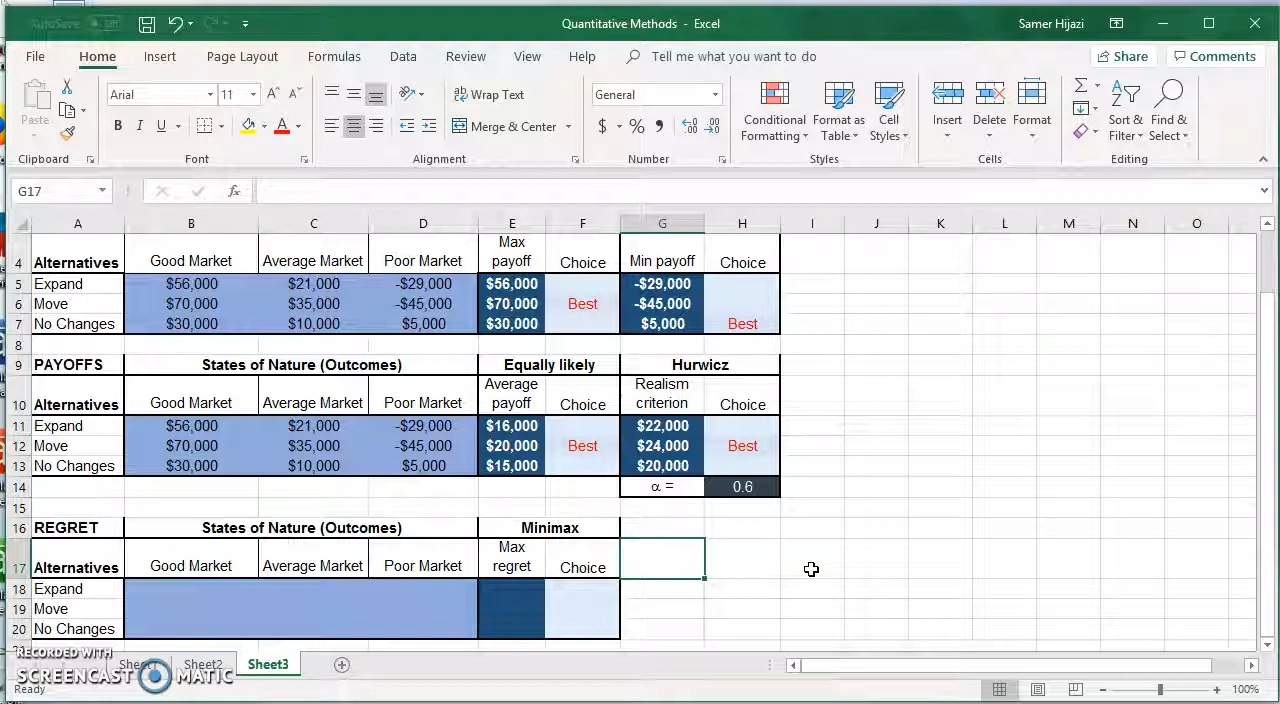 AutoSave Off Quantitative Methods - Excel Samer Hijazi
File Home Insert Page Layout Formulas Data Review View Help Tell me what you want to do Share Comments
Paste Arial 11 Wrap Text General Conditional Formatting Format as Table Cell Styles Insert Delete Format Sort & Filter Find & Select
B I U Merge & Center $ % ,
Clipboard Font Alignment Number Styles Cells Editing
G17 fx
A B C D E F G H I J K L M N O
4 Alternatives Good Market Average Market Poor Market Max payoff Choice Min payoff Choice
5 Expand $56,000 $21,000 -$29,000 $56,000 -$29,000
6 Move $70,000 $35,000 -$45,000 $70,000 Best -$45,000
7 No Changes $30,000 $10,000 $5,000 $30,000 $5,000 Best
8
9 PAYOFFS States of Nature (Outcomes) Equally likely Hurwicz
10 Alternatives Good Market Average Market Poor Market Average payoff Choice Realism criterion Choice
11 Expand $56,000 $21,000 -$29,000 $16,000 $22,000
12 Move $70,000 $35,000 -$45,000 $20,000 Best $24,000 Best
13 No Changes $30,000 $10,000 $5,000 $15,000 $20,000
14 α = 0.6
15
16 REGRET States of Nature (Outcomes) Minimax
17 Alternatives Good Market Average Market Poor Market Max regret Choice
18 Expand
19 Move
20 No Changes
RECORDED WITH
SCREENCAST MATIC
Sheet2 Sheet3
Ready 100%